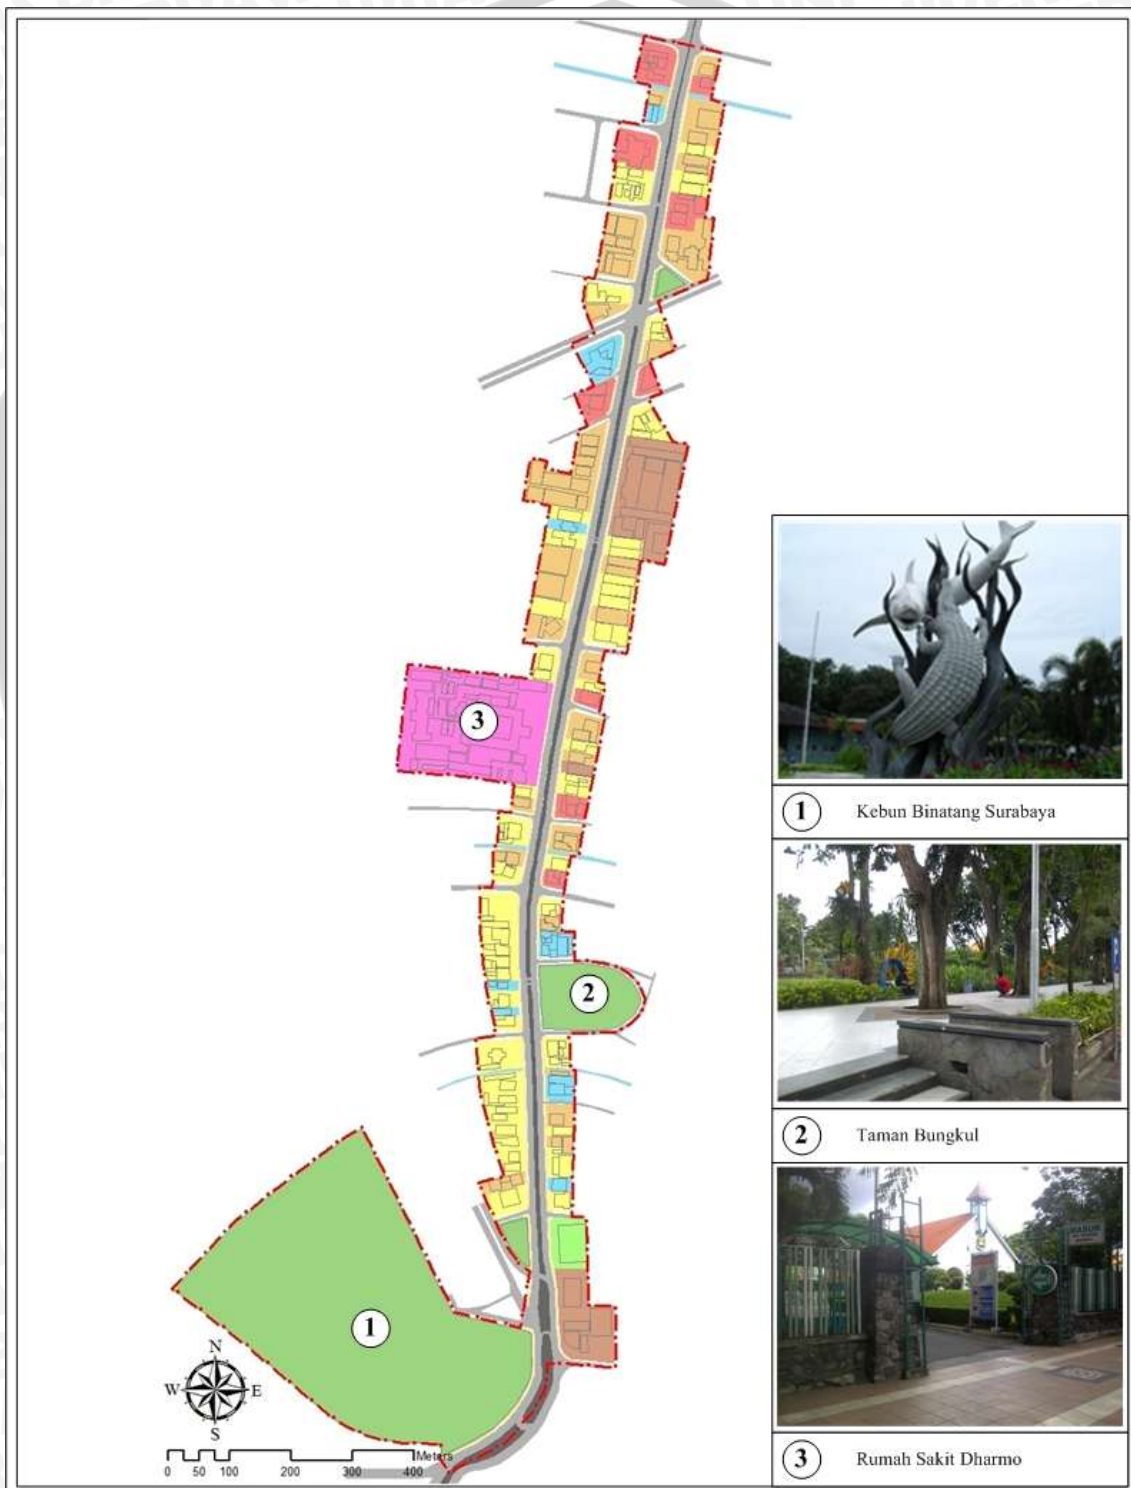 3
2
1
N
W E
S
Meters
0 50 100 200 300 400
1 Kebun Binatang Surabaya
2 Taman Bungkul
3 Rumah Sakit Dharmo